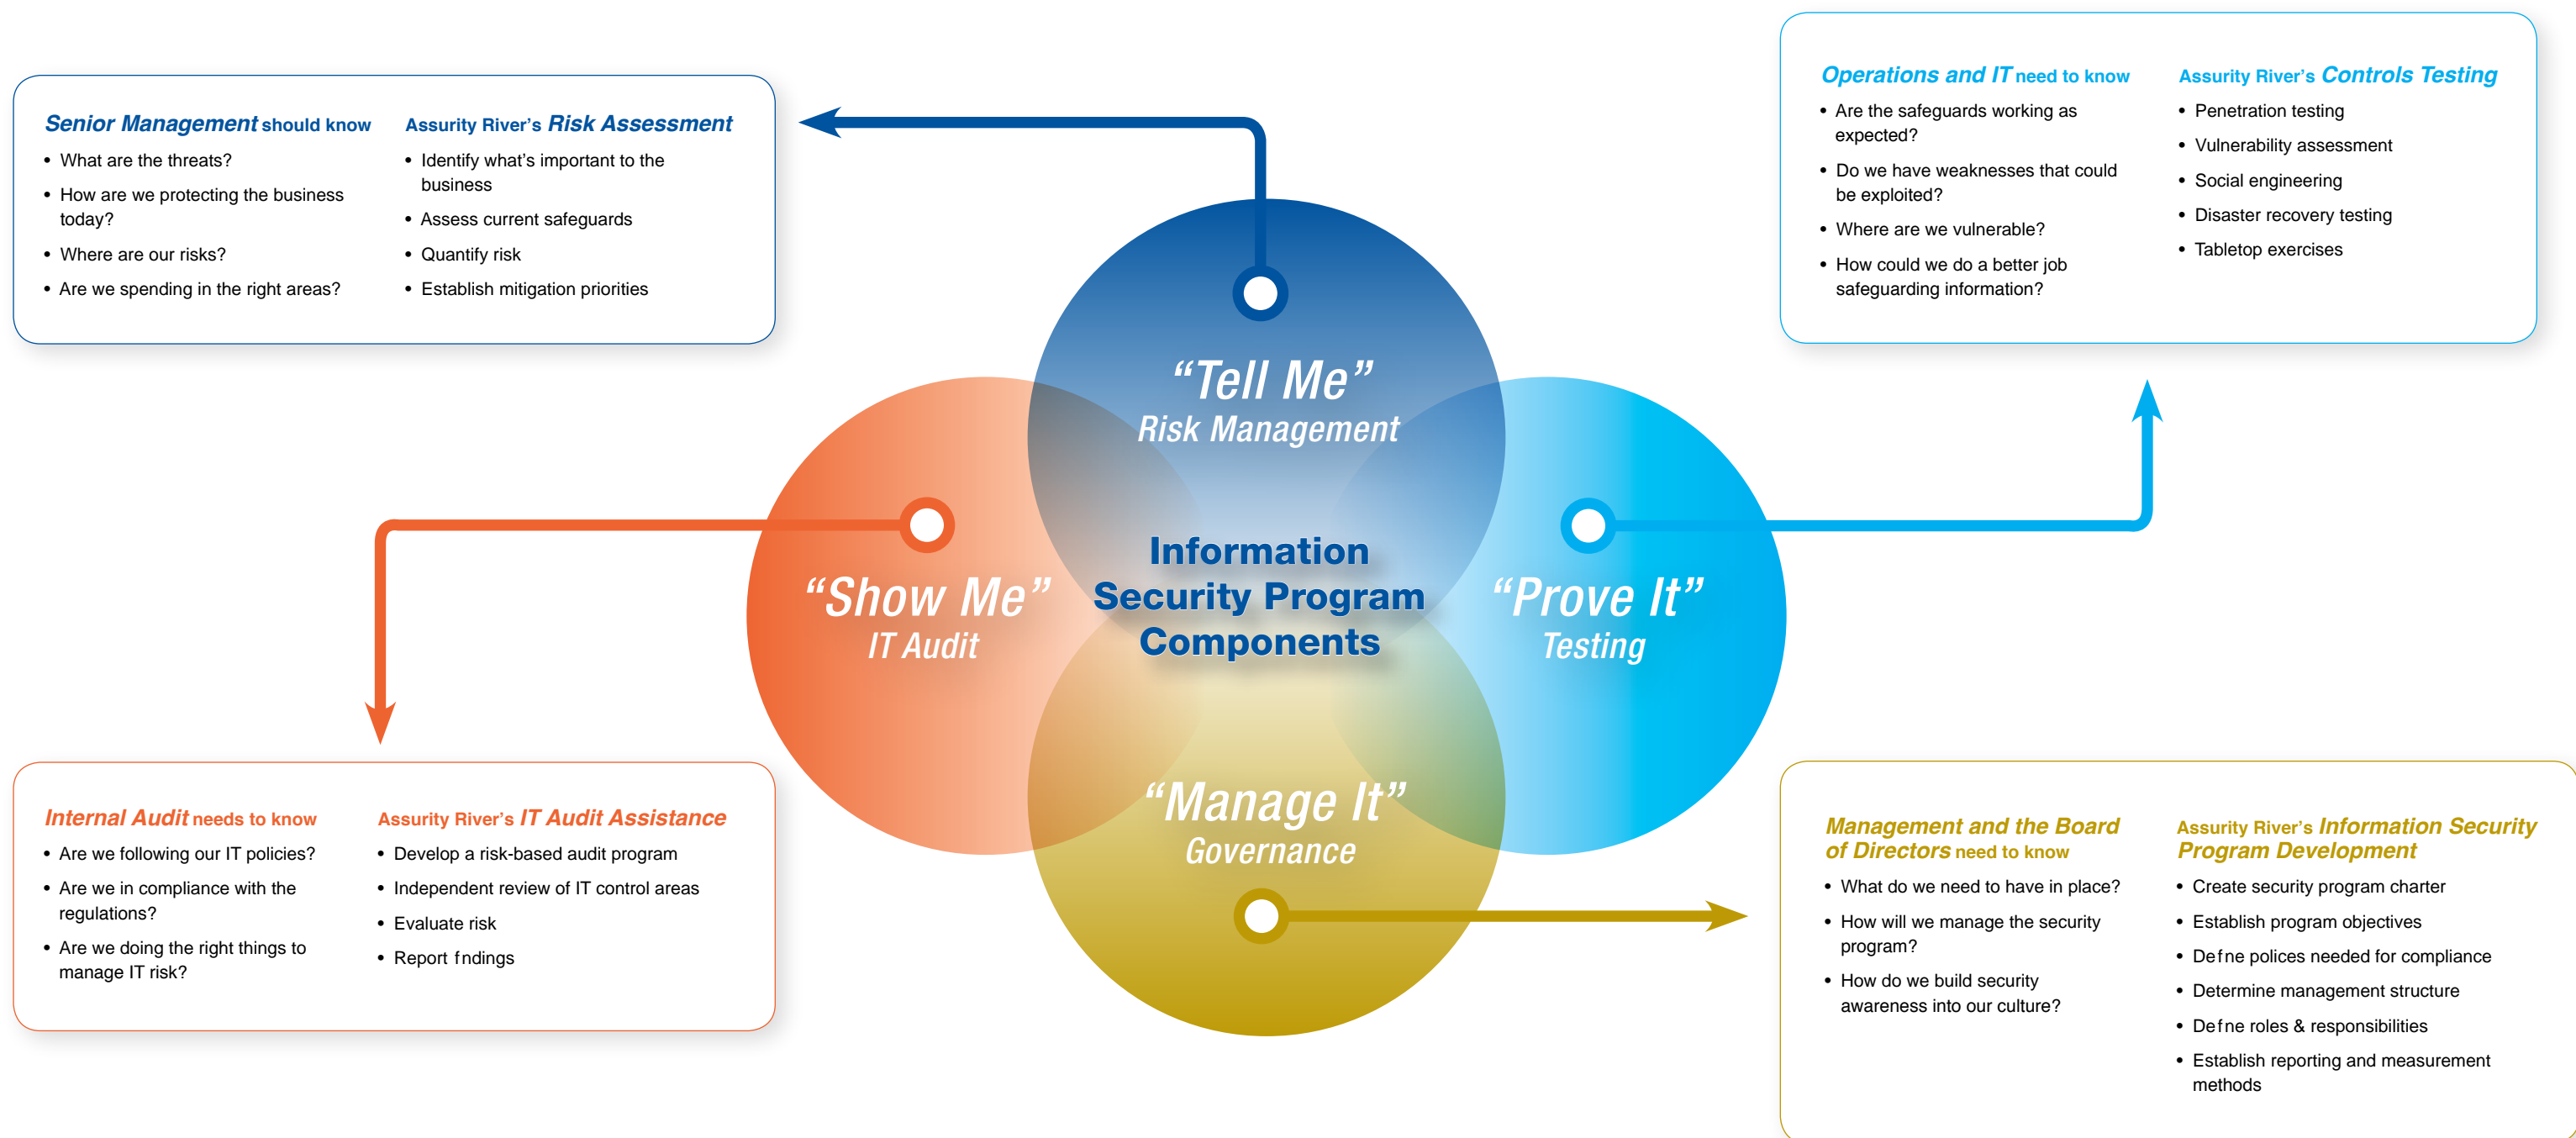 Senior Management should know
• What are the threats?
• How are we protecting the business
today?
• Where are our risks?
• Are we spending in the right areas?
Assurity River’s Risk Assessment
• Identify what’s important to the
business
• Assess current safeguards
• Quantify risk
• Establish mitigation priorities
Operations and IT need to know
• Are the safeguards working as
expected?
• Do we have weaknesses that could
be exploited?
• Where are we vulnerable?
• How could we do a better job
safeguarding information?
Assurity River’s Controls Testing
• Penetration testing
• Vulnerability assessment
• Social engineering
• Disaster recovery testing
• Tabletop exercises
“Tell Me”
Risk Management
“Show Me”
IT Audit
Information
Security Program
Components
“Prove It”
Testing
“Manage It”
Governance
Internal Audit needs to know
• Are we following our IT policies?
• Are we in compliance with the
regulations?
• Are we doing the right things to
manage IT risk?
Assurity River’s IT Audit Assistance
• Develop a risk-based audit program
• Independent review of IT control areas
• Evaluate risk
• Report fndings
Management and the Board
of Directors need to know
• What do we need to have in place?
• How will we manage the security
program?
• How do we build security
awareness into our culture?
Assurity River’s Information Security
Program Development
• Create security program charter
• Establish program objectives
• Defne polices needed for compliance
• Determine management structure
• Defne roles & responsibilities
• Establish reporting and measurement
methods